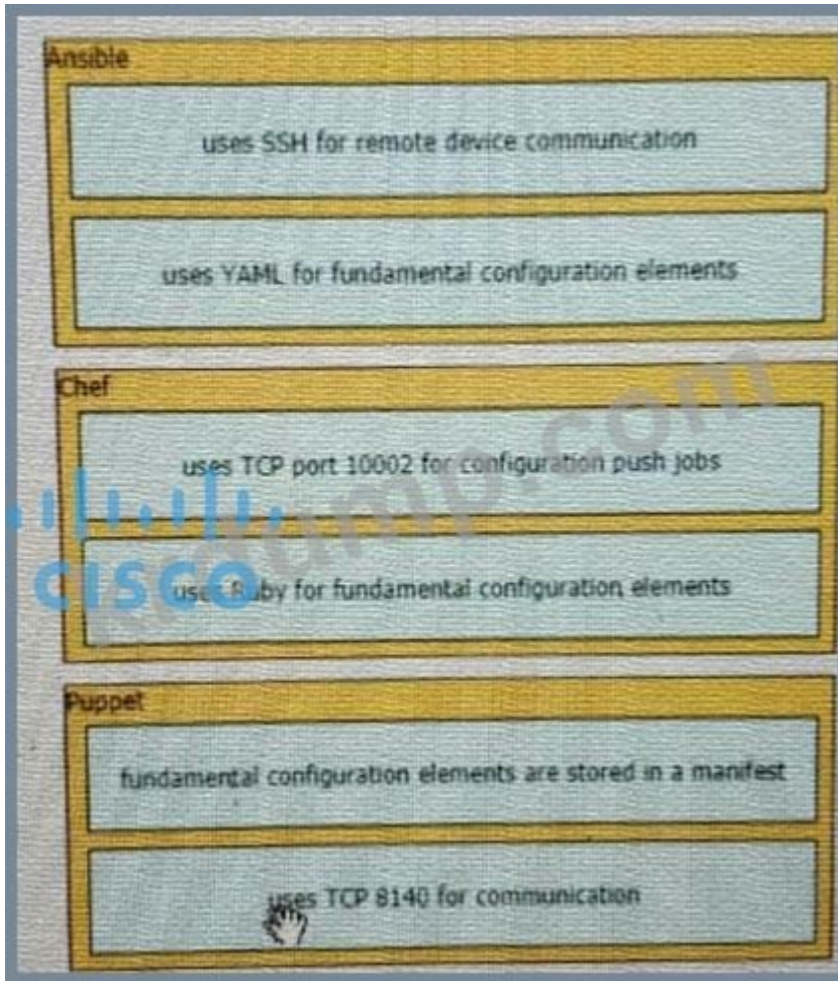 Ansible
uses SSH for remote device communication
uses YAML for fundamental configuration elements
Chef
uses TCP port 10002 for configuration push jobs
uses Ruby for fundamental configuration elements
CISCO
Puppet
fundamental configuration elements are stored in a manifest
uses TCP 8140 for communication